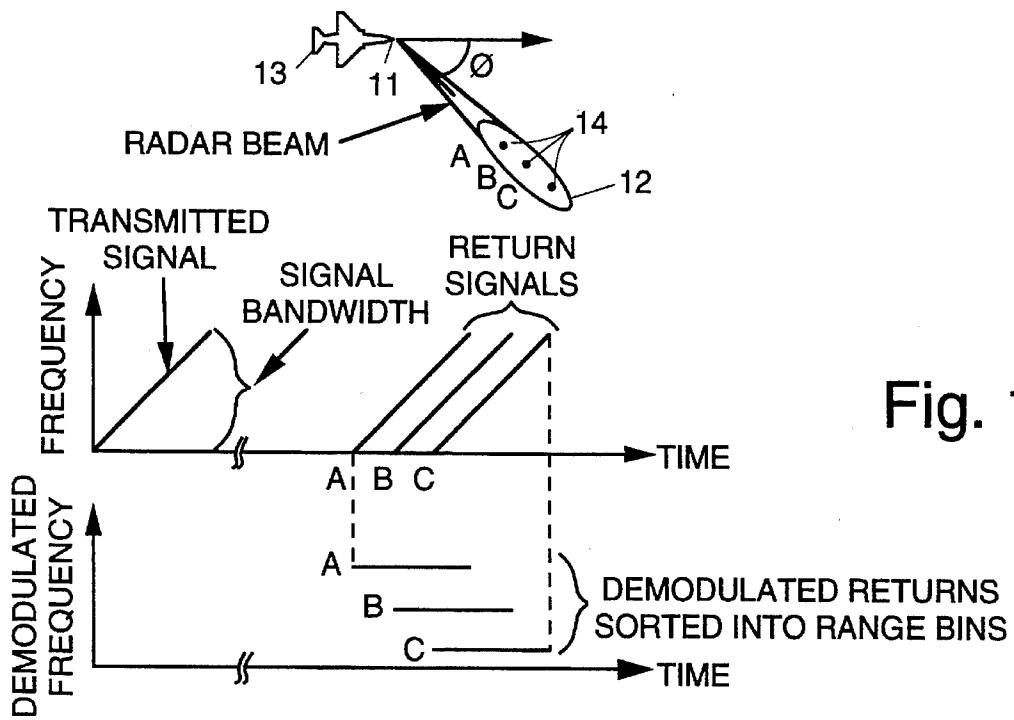 13
11
Ø
RADAR BEAM
14
A
B
C
12
TRANSMITTED
SIGNAL
SIGNAL
BANDWIDTH
RETURN
SIGNALS
FREQUENCY
A B C
TIME
Fig.
DEMODULATED
FREQUENCY
A
B
C
DEMODULATED RETURNS
SORTED INTO RANGE BINS
TIME